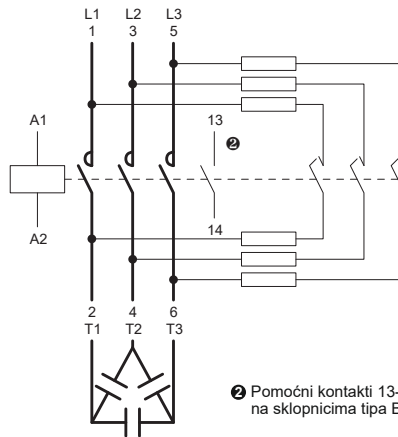 L1 L2 L3
1 3 5
A1
13
❷
A2
14
2 4 6
T1 T2 T3
❷ Pomoćni kontakti 13-
na sklopnicima tipa